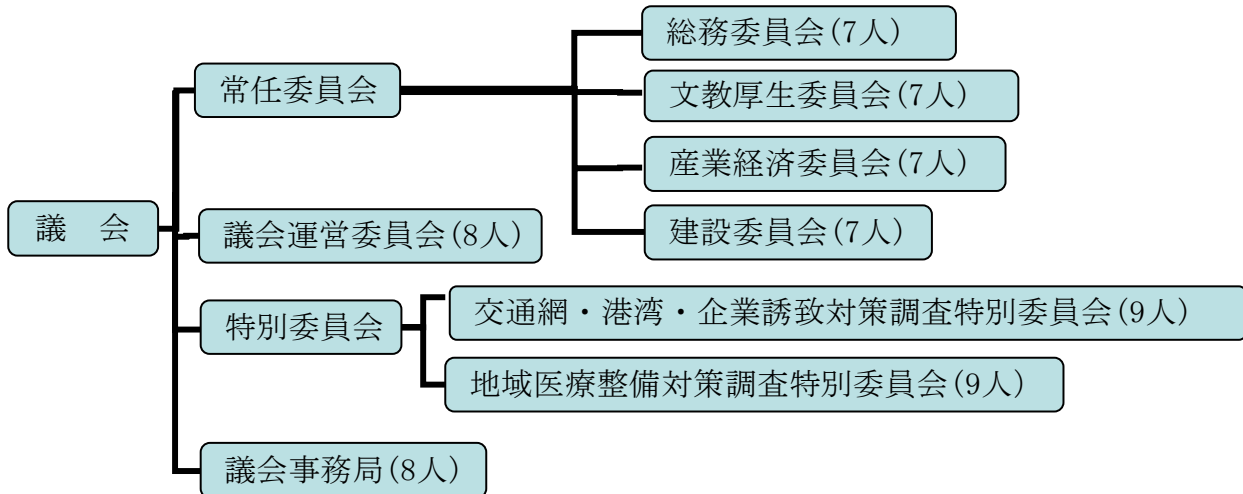 総務委員会(7人)
常任委員会
文教厚生委員会(7人)
産業経済委員会(7人)
議　会
建設委員会(7人)
議会運営委員会(8人)
特別委員会
交通網・港湾・企業誘致対策調査特別委員会(9人)
地域医療整備対策調査特別委員会(9人)
議会事務局(8人)